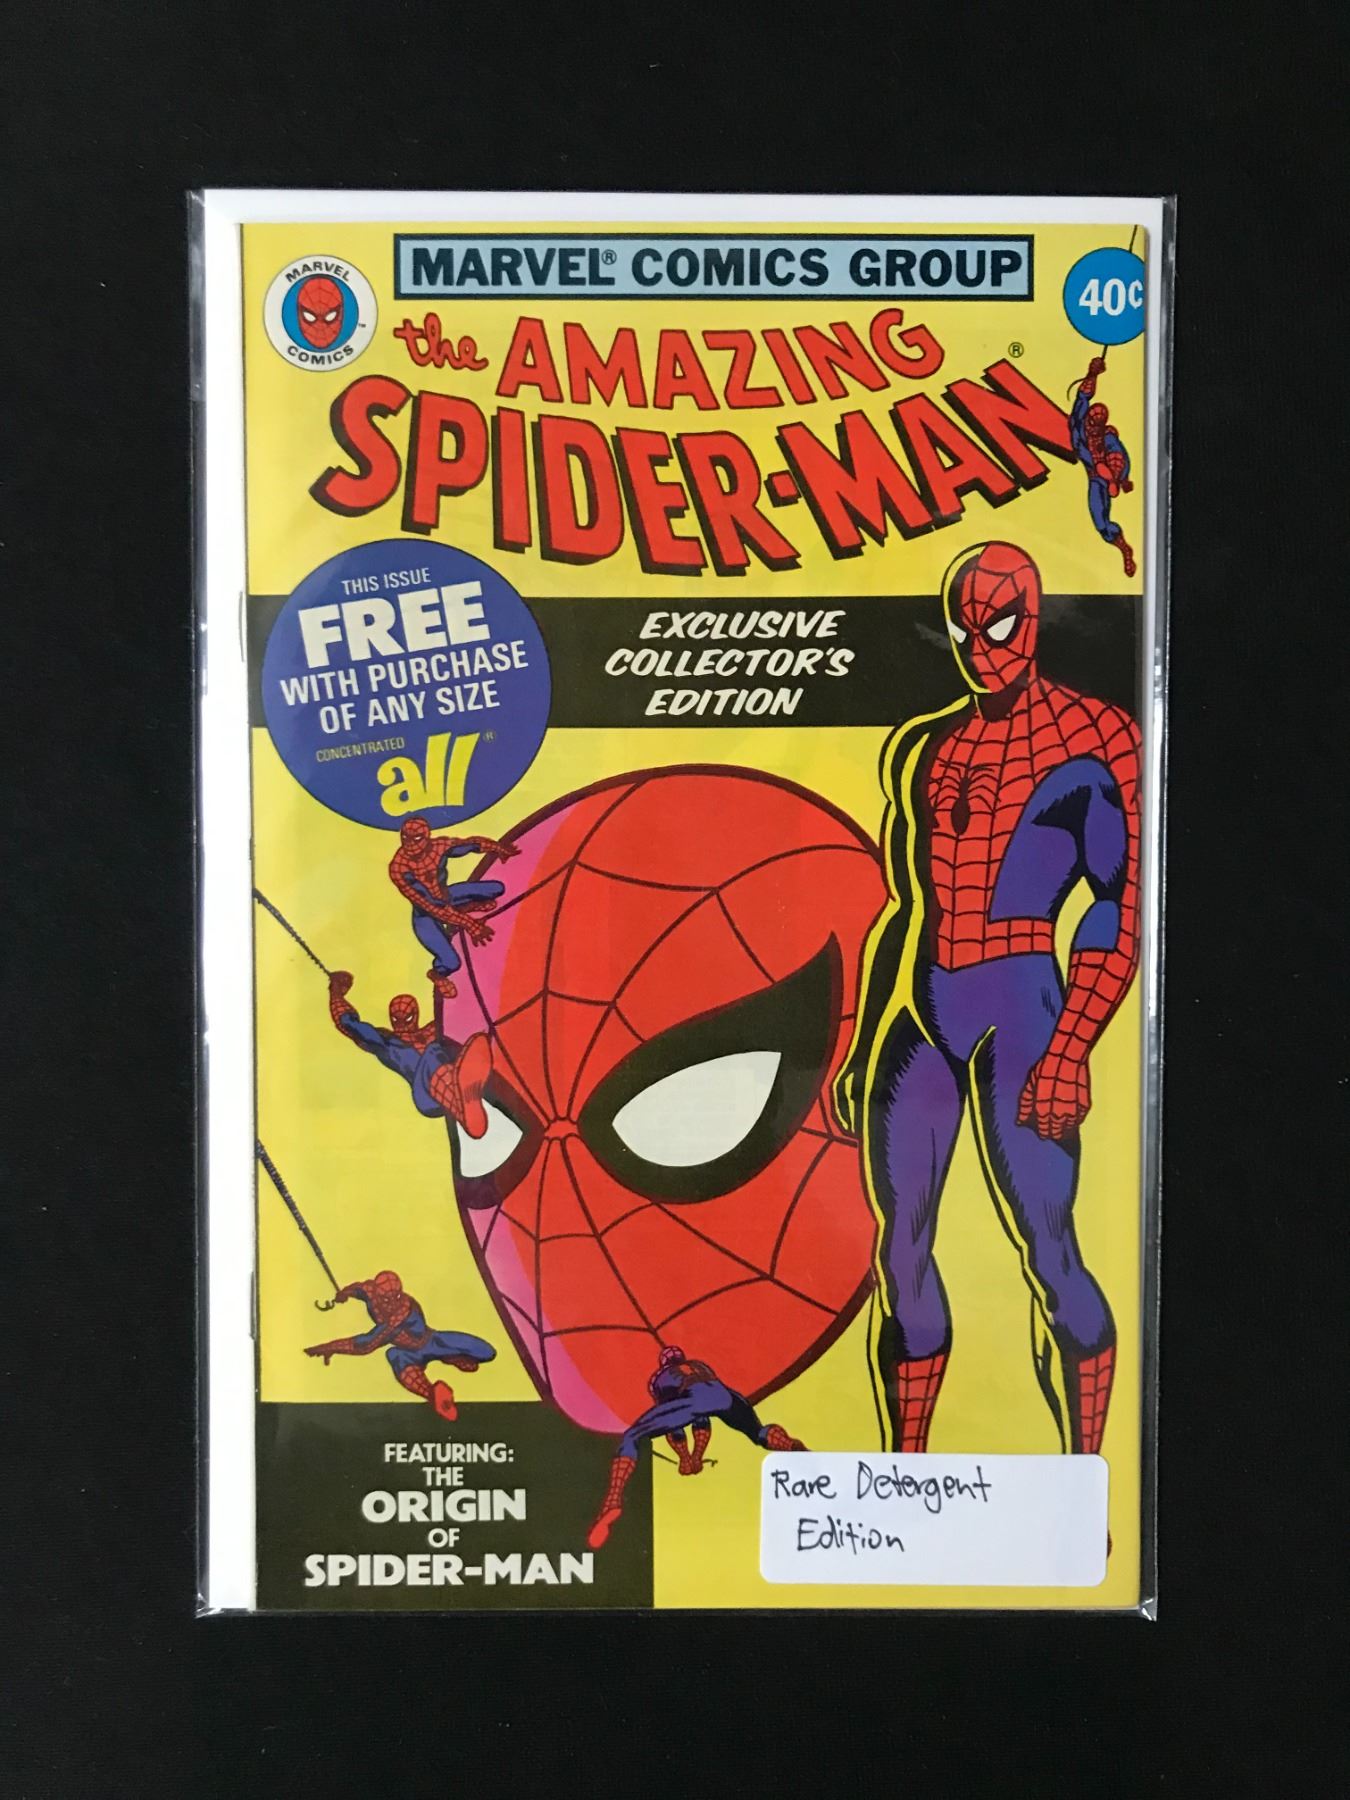 MARVEL® COMICS GROUP
MARVEL
COMICS™
40¢
the AMAZING
SPIDER-MAN®
THIS ISSUE
FREE
WITH PURCHASE
OF ANY SIZE
CONCENTRATED
all®
EXCLUSIVE
COLLECTOR'S
EDITION
FEATURING:
THE
ORIGIN
OF
SPIDER-MAN
Rare Detergent
Edition